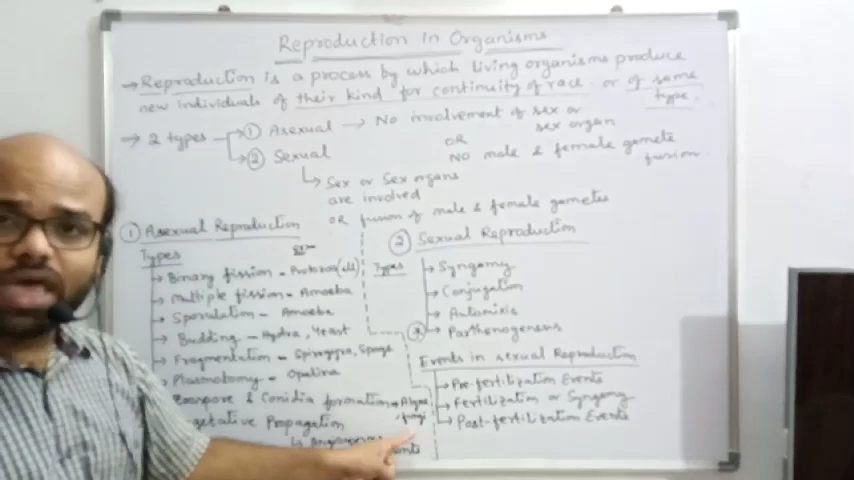 Reproduction in Organisms
→ Reproduction is a process by which living organisms produce
new individuals of their kind for continuity of race. or of same
type.
→ 2 types
① Asexual → No involvement of sex or
sex organ
OR
No male & female gamete
fusion.
② Sexual
↳ Sex or Sex organs
are involved
OR fusion of male & female gametes
① Asexual Reproduction
Types
Binary fission - Protozoa
Multiple fission - Amoeba
Sporulation - Amoeba
Budding - Hydra, Yeast
Fragmentation - Spirogyra,
Plasmotomy - Opalina
& Conidia formation → Algae
, fungi
Propagation
② Sexual Reproduction
Types
Syngamy
Conjugation
Automixis
Parthenogenesis
Events in sexual Reproduction
Pre-fertilization Events
Fertilization or Syngamy
Post-fertilization Events